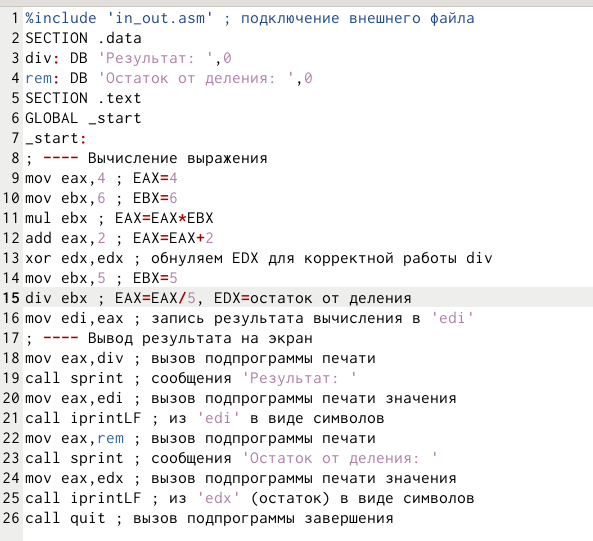 1 %include 'in_out.asm' ; подключение внешнего файла
2 SECTION .data
3 div: DB 'Результат: ',0
4 rem: DB 'Остаток от деления: ',0
5 SECTION .text
6 GLOBAL _start
7 _start:
8 ; ---- Вычисление выражения
9 mov eax,4 ; EAX=4
10 mov ebx,6 ; EBX=6
11 mul ebx ; EAX=EAX*EBX
12 add eax,2 ; EAX=EAX+2
13 xor edx,edx ; обнуляем EDX для корректной работы div
14 mov ebx,5 ; EBX=5
15 div ebx ; EAX=EAX/5, EDX=остаток от деления
16 mov edi,eax ; запись результата вычисления в 'edi'
17 ; ---- Вывод результата на экран
18 mov eax,div ; вызов подпрограммы печати
19 call sprint ; сообщения 'Результат: '
20 mov eax,edi ; вызов подпрограммы печати значения
21 call iprintLF ; из 'edi' в виде символов
22 mov eax,rem ; вызов подпрограммы печати
23 call sprint ; сообщения 'Остаток от деления: '
24 mov eax,edx ; вызов подпрограммы печати значения
25 call iprintLF ; из 'edx' (остаток) в виде символов
26 call quit ; вызов подпрограммы завершения